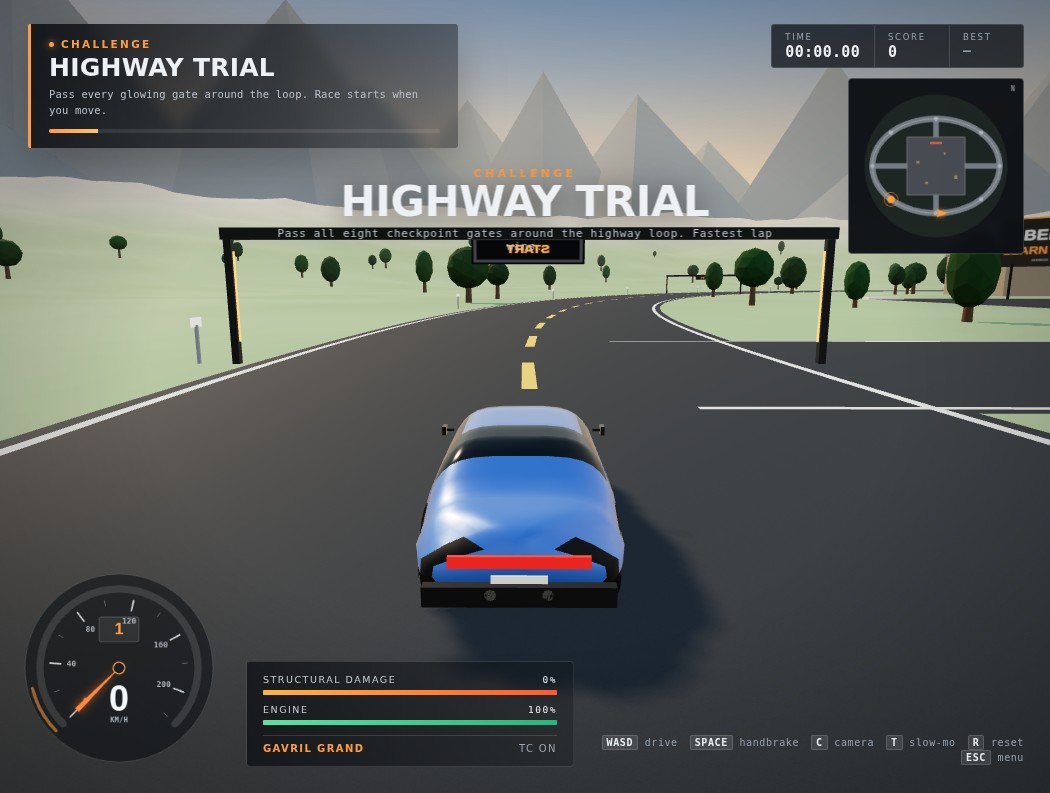 CHALLENGE
HIGHWAY TRIAL
Pass every glowing gate around the loop. Race starts when
you move.
TIME
00:00.00
SCORE
0
BEST
—
N
CHALLENGE
HIGHWAY TRIAL
Pass all eight checkpoint gates around the highway loop. Fastest lap
START
40
80
120
160
200
1
0
KM/H
STRUCTURAL DAMAGE 0%
ENGINE 100%
GAVRIL GRAND TC ON
WASD drive SPACE handbrake C camera T slow-mo R reset
ESC menu